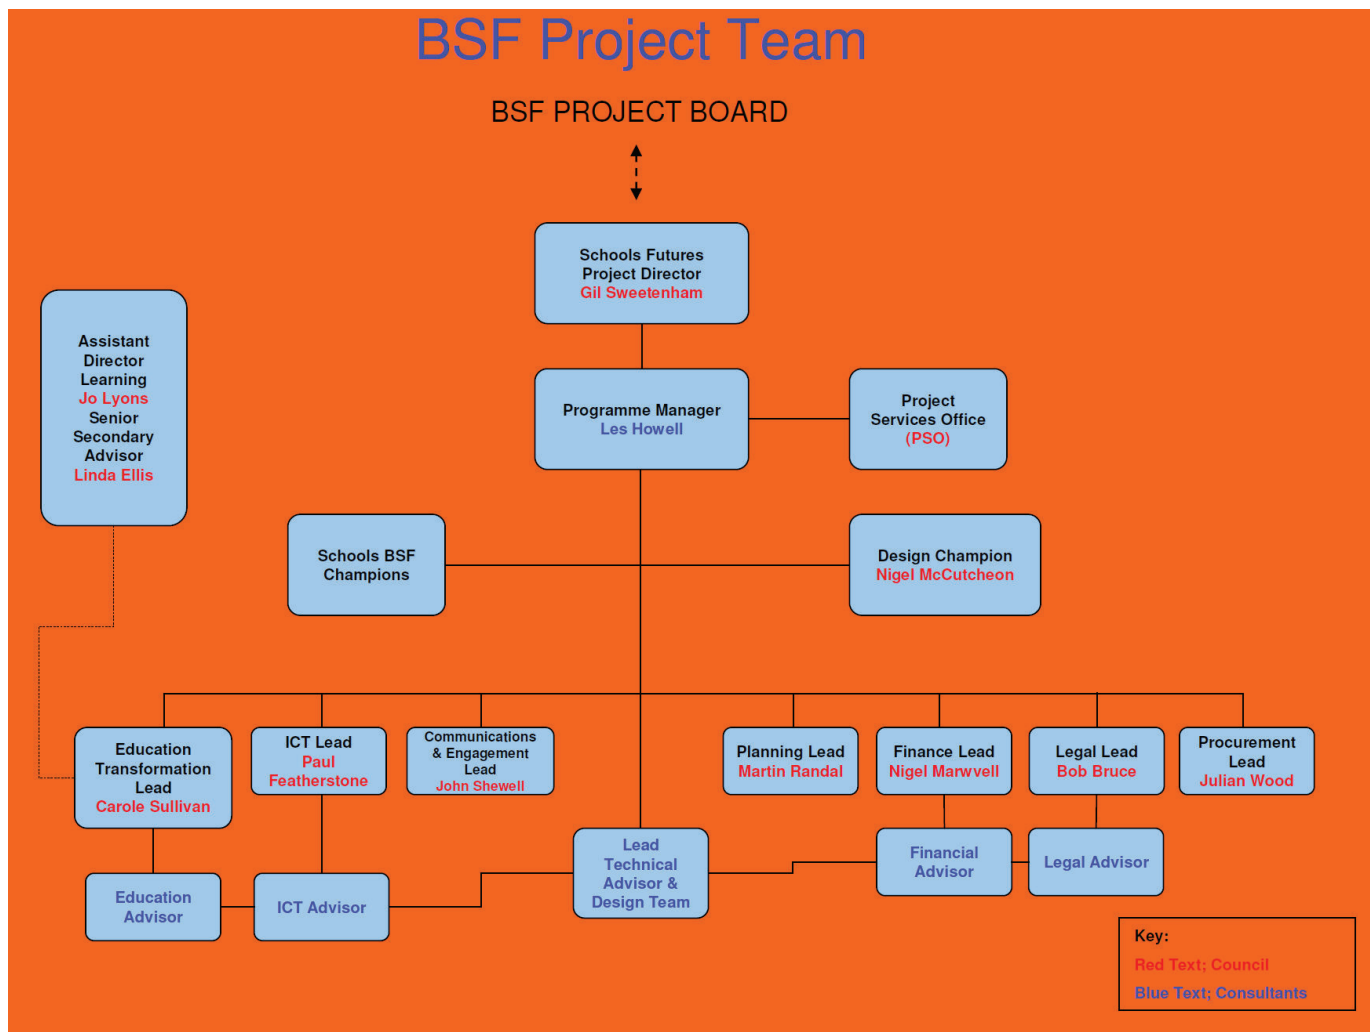 BSF Project Team
BSF PROJECT BOARD
Schools Futures
Project Director
Gil Sweetenham
Assistant
Director
Learning
Jo Lyons
Senior
Secondary
Advisor
Linda Ellis
Programme Manager
Les Howell
Project
Services Office
(PSO)
Schools BSF
Champions
Design Champion
Nigel McCutcheon
Education
Transformation
Lead
Carole Sullivan
ICT Lead
Paul
Featherstone
Communications
& Engagement
Lead
John Shewell
Planning Lead
Martin Randal
Finance Lead
Nigel Marwvell
Legal Lead
Bob Bruce
Procurement
Lead
Julian Wood
Education
Advisor
ICT Advisor
Lead
Technical
Advisor &
Design Team
Financial
Advisor
Legal Advisor
Key:
Red Text; Council
Blue Text; Consultants